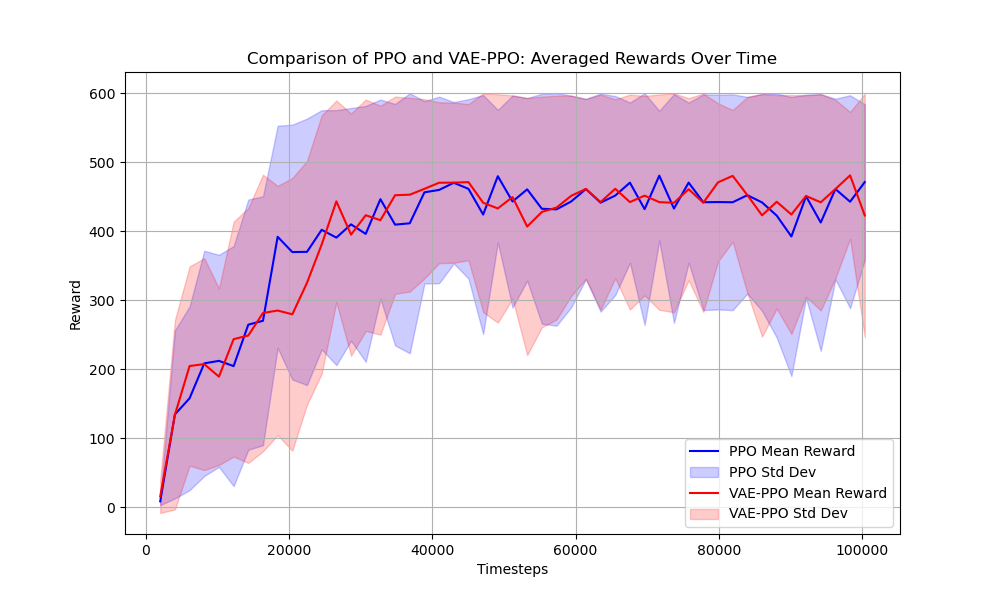 Comparison of PPO and VAE-PPO: Averaged Rewards Over Time
600
500
400
300
200
100
0
Reward
PPO Mean Reward
PPO Std Dev
VAE-PPO Mean Reward
VAE-PPO Std Dev
0 20000 40000 60000 80000 100000
Timesteps